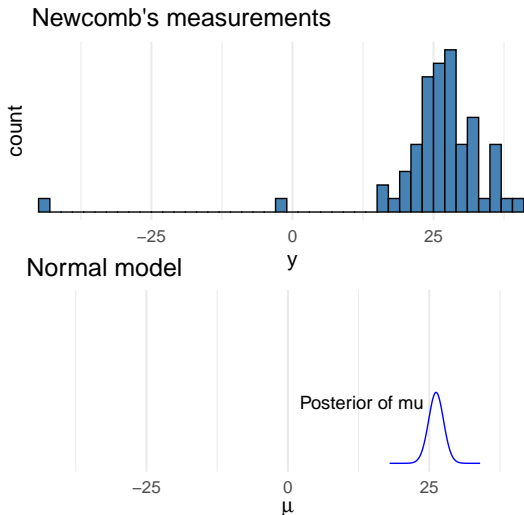 Newcomb's measurements
count
−25 0 25
y
Normal model
Posterior of mu
−25 0 25
μ